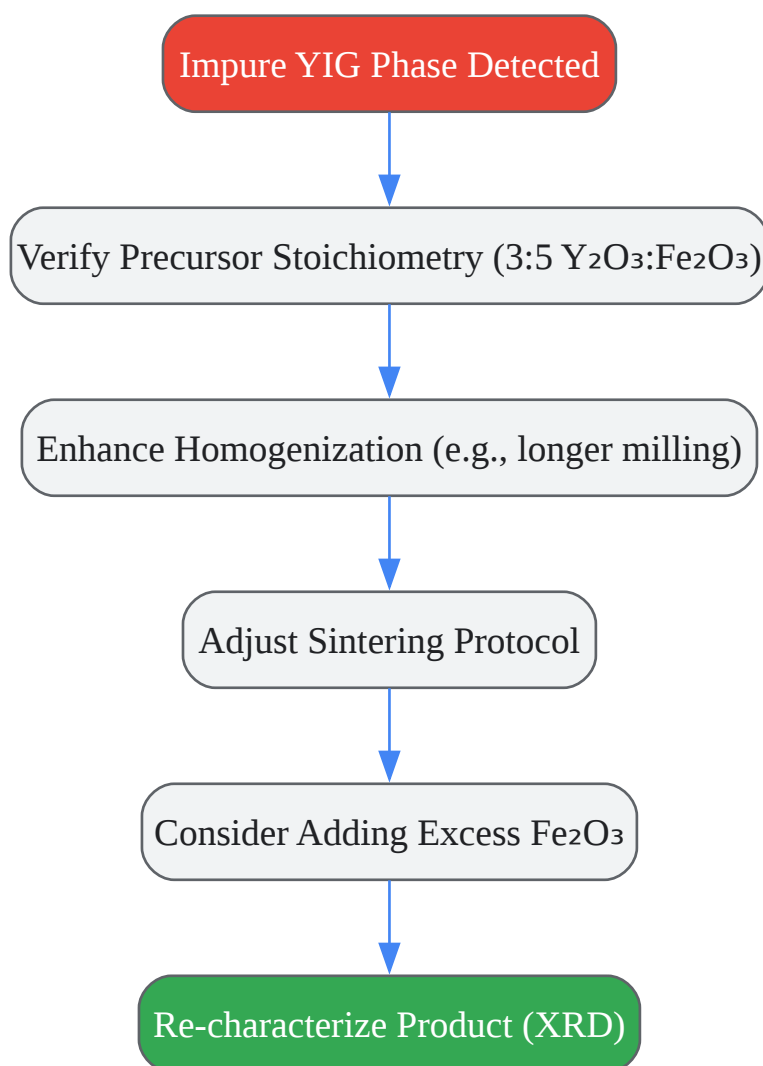 Impure YIG Phase Detected
Verify Precursor Stoichiometry (3:5 Y₂O₃:Fe₂O₃)
Enhance Homogenization (e.g., longer milling)
Adjust Sintering Protocol
Consider Adding Excess Fe₂O₃
Re-characterize Product (XRD)